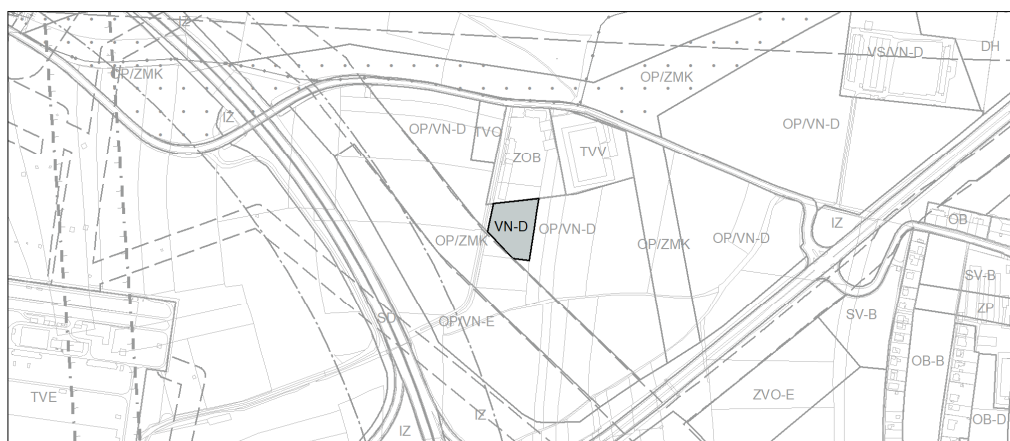 IZ
VS/VN-D
DH
OP/ZMK
OP/ZMK
IZ
OP/VN-D
TVO
OP/VN-D
ZOB
TVV
OB
IZ
VN-D
OP/VN-D
OP/ZMK
OP/ZMK
OP/VN-D
SV-B
ZP
SD
OP/VN-E
SV-B
OB-B
TVE
ZVO-E
IZ
OB-D
IZ